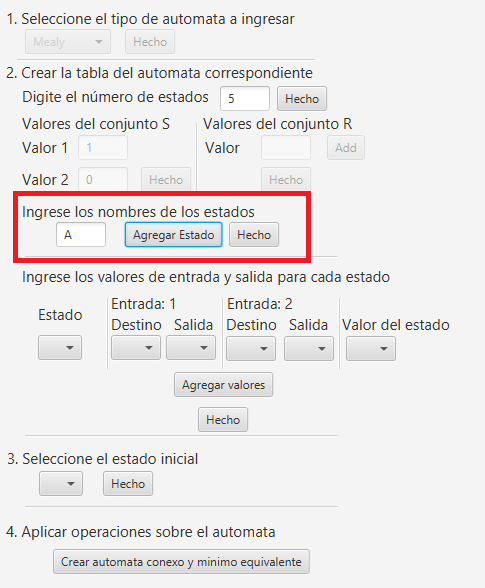 1. Seleccione el tipo de automata a ingresar
Mealy Hecho
2. Crear la tabla del automata correspondiente
Digite el número de estados 5 Hecho
Valores del conjunto S Valores del conjunto R
Valor 1 1 Valor Add
Valor 2 0 Hecho Hecho
Ingrese los nombres de los estados
A Agregar Estado Hecho
Ingrese los valores de entrada y salida para cada estado
Estado Entrada: 1 Entrada: 2
Destino Salida Destino Salida Valor del estado
Agregar valores
Hecho
3. Seleccione el estado inicial
Hecho
4. Aplicar operaciones sobre el automata
Crear automata conexo y minimo equivalente